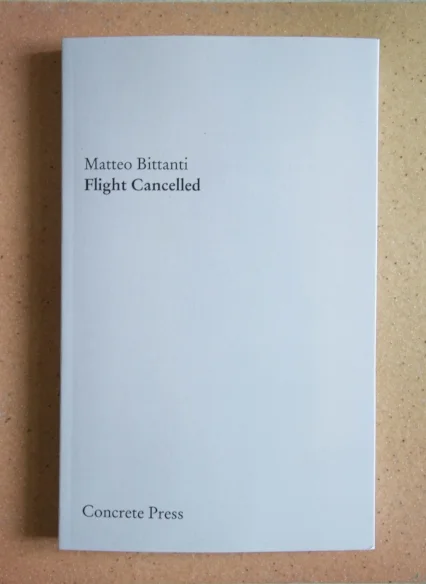 Matteo Bittanti
Flight Cancelled
Concrete Press